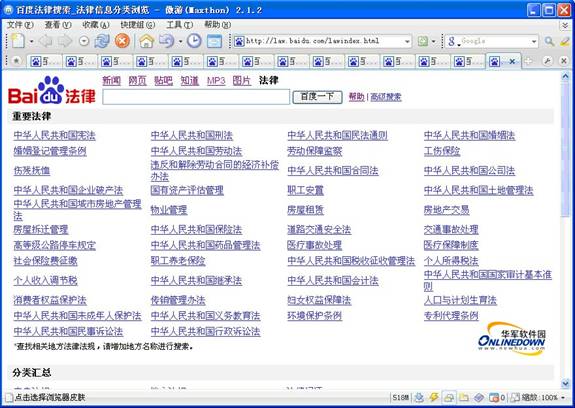 百度法律搜索_法律信息分类浏览 - 傲游(Maxthon) 2.1.2
文件(F) 查看(V) 收藏(A) 快捷组(G) 工具(T) 帮助(H)
http://law.baidu.com/lawindex.html
Google
新闻 网页 贴吧 知道 MP3 图片 法律
Baidu法律
百度一下 帮助 | 高级搜索
重要法律
中华人民共和国宪法 中华人民共和国刑法 中华人民共和国民法通则 中华人民共和国婚姻法
婚姻登记管理条例 中华人民共和国劳动法 劳动保障监察 工伤保险
伤残抚恤 违反和解除劳动合同的经济补偿办法 中华人民共和国合同法 中华人民共和国公司法
中华人民共和国企业破产法 国有资产评估管理 职工安置 中华人民共和国土地管理法
中华人民共和国城市房地产管理法 物业管理 房屋租赁 房地产交易
房屋拆迁管理 中华人民共和国保险法 道路交通安全法 交通事故处理
高等级公路停车规定 中华人民共和国药品管理法 医疗事故处理 医疗保障制度
社会保险费征缴 职工养老保险 中华人民共和国税收征收管理法 个人所得税法
个人收入调节税 中华人民共和国继承法 中华人民共和国会计法 中华人民共和国国家审计基本准则
消费者权益保护法 传销管理办法 妇女权益保障法 人口与计划生育法
中华人民共和国未成年人保护法 中华人民共和国义务教育法 环境保护条例 专利代理条例
中华人民共和国民事诉讼法 中华人民共和国行政诉讼法
*查找相关地方法律法规，请增加地方名称进行搜索。
华军软件园
ONLINEDOWN
www.newhua.com
分类汇总
点击选择浏览器皮肤 518M 0 缩放:100%